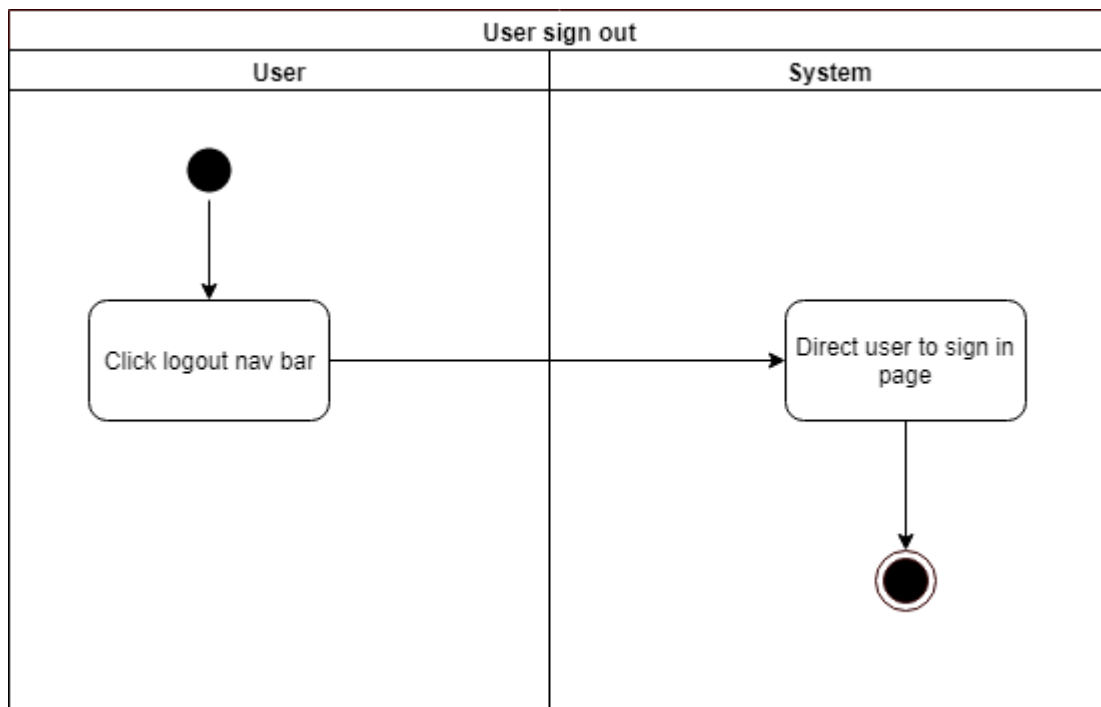 User sign out
User
System
Click logout nav bar
Direct user to sign in
page